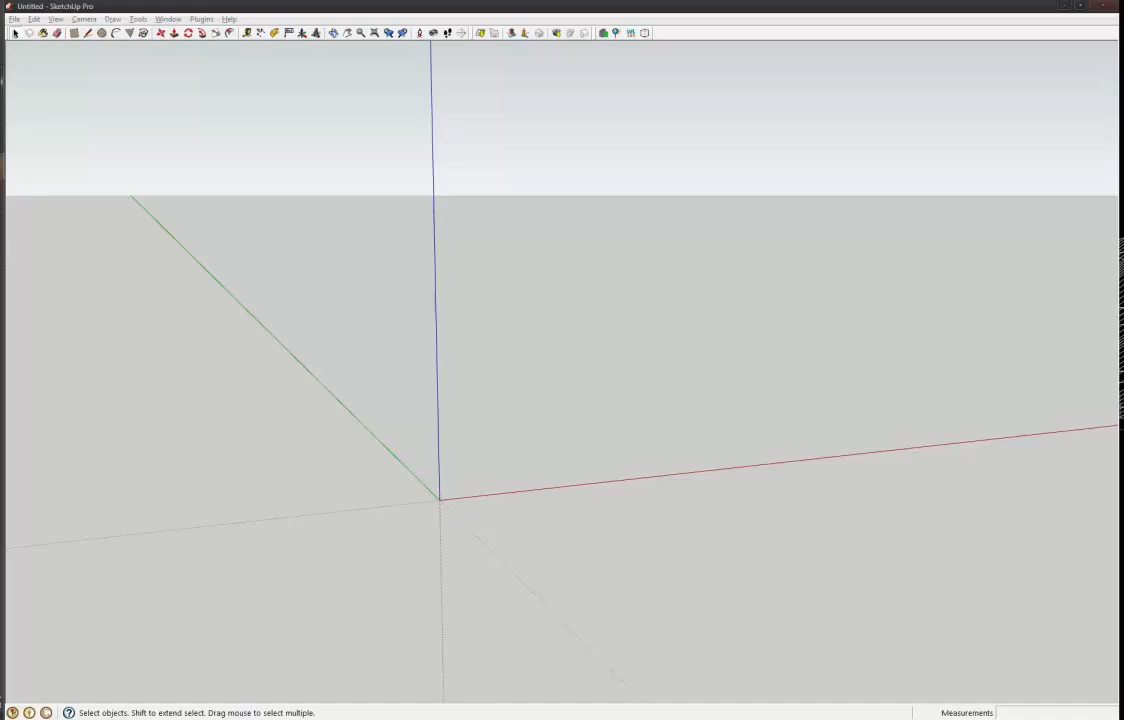 Untitled - SketchUp Pro
File Edit View Camera Draw Tools Window Plugins Help
Select objects. Shift to extend select. Drag mouse to select multiple.
Measurements